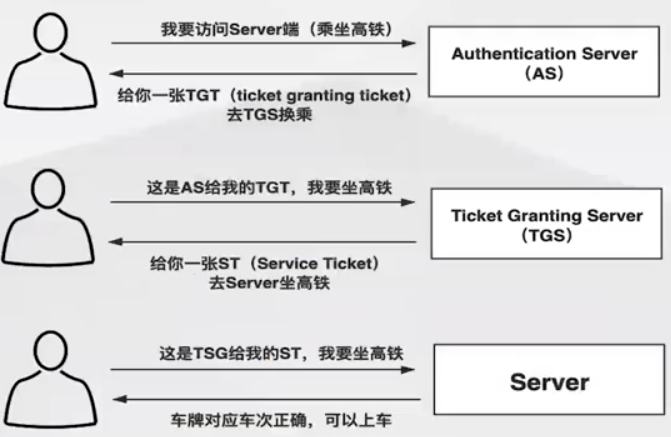 我要访问Server端（乘坐高铁）
Authentication Server
（AS）
给你一张TGT（ticket granting ticket）
去TGS换乘
这是AS给我的TGT，我要坐高铁
Ticket Granting Server
（TGS）
给你一张ST（Service Ticket）
去Server坐高铁
这是TSG给我的ST，我要坐高铁
Server
车牌对应车次正确，可以上车